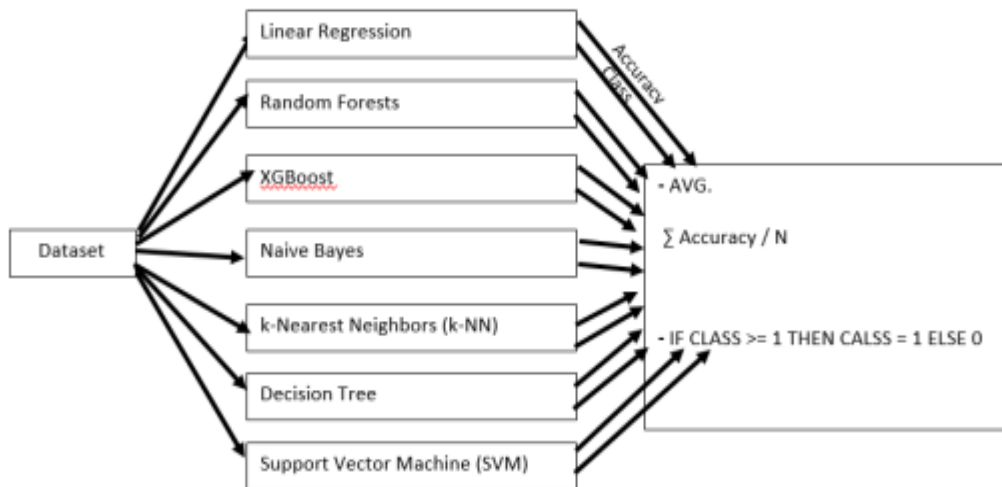 Linear Regression
Accuracy
Class
Random Forests
XGBoost
- AVG.
Dataset
Naive Bayes
∑ Accuracy / N
k-Nearest Neighbors (k-NN)
- IF CLASS >= 1 THEN CALSS = 1 ELSE 0
Decision Tree
Support Vector Machine (SVM)